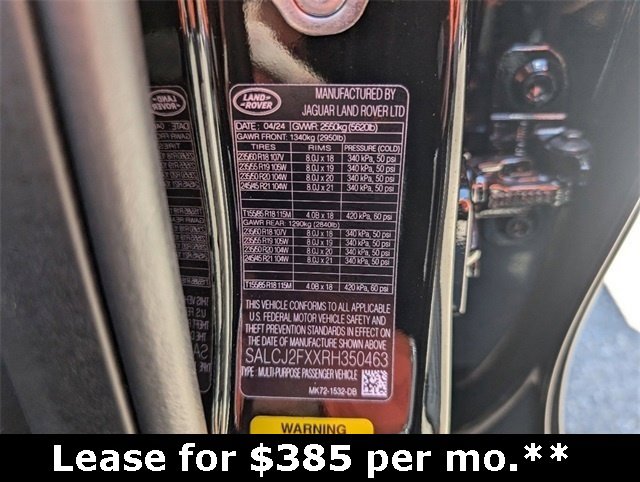 LAND
ROVER
MANUFACTURED BY
JAGUAR LAND ROVER LTD
DATE: 04/24 GVWR: 2550kg (5620lb)
GAWR FRONT: 1340kg (2950lb)
TIRES RIMS PRESSURE (COLD)
235/60 R18 107V 8.0J x 18 340 kPa, 50 psi
235/55 R19 105W 8.0J x 19 340 kPa, 50 psi
235/50 R20 104W 8.0J x 20 340 kPa, 50 psi
245/45 R21 104W 8.0J x 21 340 kPa, 50 psi
T155/85 R18 115M 4.0B x 18 420 kPa, 60 psi
GAWR REAR: 1290kg (2840lb)
235/60 R18 107V 8.0J x 18 340 kPa, 50 psi
235/55 R19 105W 8.0J x 19 340 kPa, 50 psi
235/50 R20 104W 8.0J x 20 340 kPa, 50 psi
245/45 R21 104W 8.0J x 21 340 kPa, 50 psi
T155/85 R18 115M 4.0B x 18 420 kPa, 60 psi
THIS VEHICLE CONFORMS TO ALL APPLICABLE
U.S. FEDERAL MOTOR VEHICLE SAFETY AND
THEFT PREVENTION STANDARDS IN EFFECT ON
THE DATE OF MANUFACTURE SHOWN ABOVE
SALCJ2FXXRH350463
TYPE: MULTI-PURPOSE PASSENGER VEHICLE
MK72-1532-DB
WARNING
Lease for $385 per mo.**